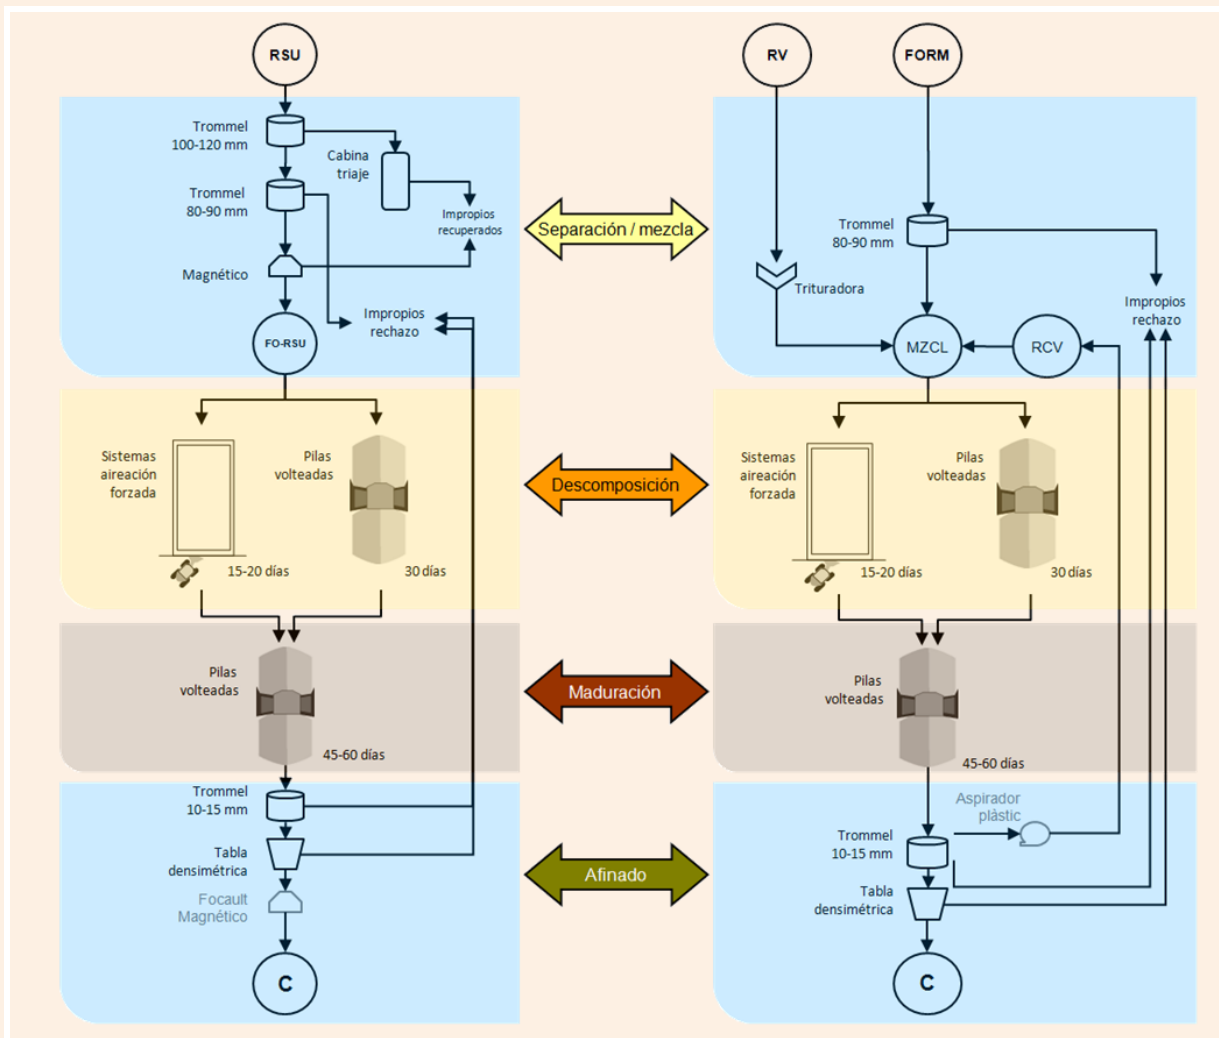 RSU
RV
FORM
Trommel
100-120 mm
Cabina
triaje
Trommel
80-90 mm
Impropios
recuperados
Magnético
Impropios
rechazo
FO-RSU
Separación / mezcla
Trommel
80-90 mm
Trituradora
Impropios
rechazo
MZCL
RCV
Sistemas
aireación
forzada
Pilas
volteadas
15-20 días
30 días
Descomposición
Sistemas
aireación
forzada
Pilas
volteadas
15-20 días
30 días
Pilas
volteadas
45-60 días
Maduración
Pilas
volteadas
45-60 días
Trommel
10-15 mm
Tabla
densimétrica
Focault
Magnético
C
Afinado
Aspirador
plàstic
Trommel
10-15 mm
Tabla
densimétrica
C